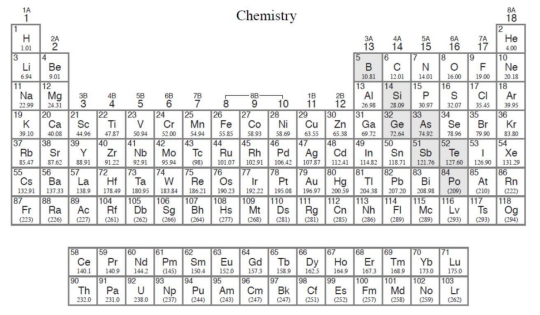 Chemistry
1A 8A
1 18
1 2
H 2A 3A 4A 5A 6A 7A He
1.01 2 13 14 15 16 17 4.00
3 4 5 6 7 8 9 10
Li Be B C N O F Ne
6.94 9.01 10.81 12.01 14.01 16.00 19.00 20.18
11 12 13 14 15 16 17 18
Na Mg 3B 4B 5B 6B 7B 8B 1B 2B Al Si P S Cl Ar
22.99 24.31 3 4 5 6 7 8 9 10 11 12 26.98 28.09 30.97 32.07 35.45 39.95
19 20 21 22 23 24 25 26 27 28 29 30 31 32 33 34 35 36
K Ca Sc Ti V Cr Mn Fe Co Ni Cu Zn Ga Ge As Se Br Kr
39.10 40.08 44.96 47.87 50.94 52.00 54.94 55.85 58.93 58.69 63.55 65.38 69.72 72.64 74.92 78.96 79.90 83.80
37 38 39 40 41 42 43 44 45 46 47 48 49 50 51 52 53 54
Rb Sr Y Zr Nb Mo Tc Ru Rh Pd Ag Cd In Sn Sb Te I Xe
85.47 87.62 88.91 91.22 92.91 95.94 (98) 101.07 102.91 106.42 107.87 112.41 114.82 118.71 121.76 127.60 126.90 131.29
55 56 57 72 73 74 75 76 77 78 79 80 81 82 83 84 85 86
Cs Ba La Hf Ta W Re Os Ir Pt Au Hg Tl Pb Bi Po At Rn
132.91 137.33 138.9 178.49 180.95 183.84 186.21 190.23 192.22 195.08 196.97 200.59 204.38 207.20 208.98 (209) (210) (222)
87 88 89 104 105 106 107 108 109 110 111 112 113 114 115 116 117 118
Fr Ra Ac Rf Db Sg Bh Hs Mt Ds Rg Cn Nh Fl Mc Lv Ts Og
(223) (226) (227) (261) (262) (266) (264) (277) (268) (281) (281) (285) (286) (289) (289) (293) (293) (294)
58 59 60 61 62 63 64 65 66 67 68 69 70 71
Ce Pr Nd Pm Sm Eu Gd Tb Dy Ho Er Tm Yb Lu
140.1 140.9 144.2 (145) 150.4 152.0 157.3 158.9 162.5 164.9 167.3 168.9 173.0 175.0
90 91 92 93 94 95 96 97 98 99 100 101 102 103
Th Pa U Np Pu Am Cm Bk Cf Es Fm Md No Lr
232.0 231.0 238.0 (237) (244) (243) (247) (247) (251) (252) (257) (258) (259) (262)